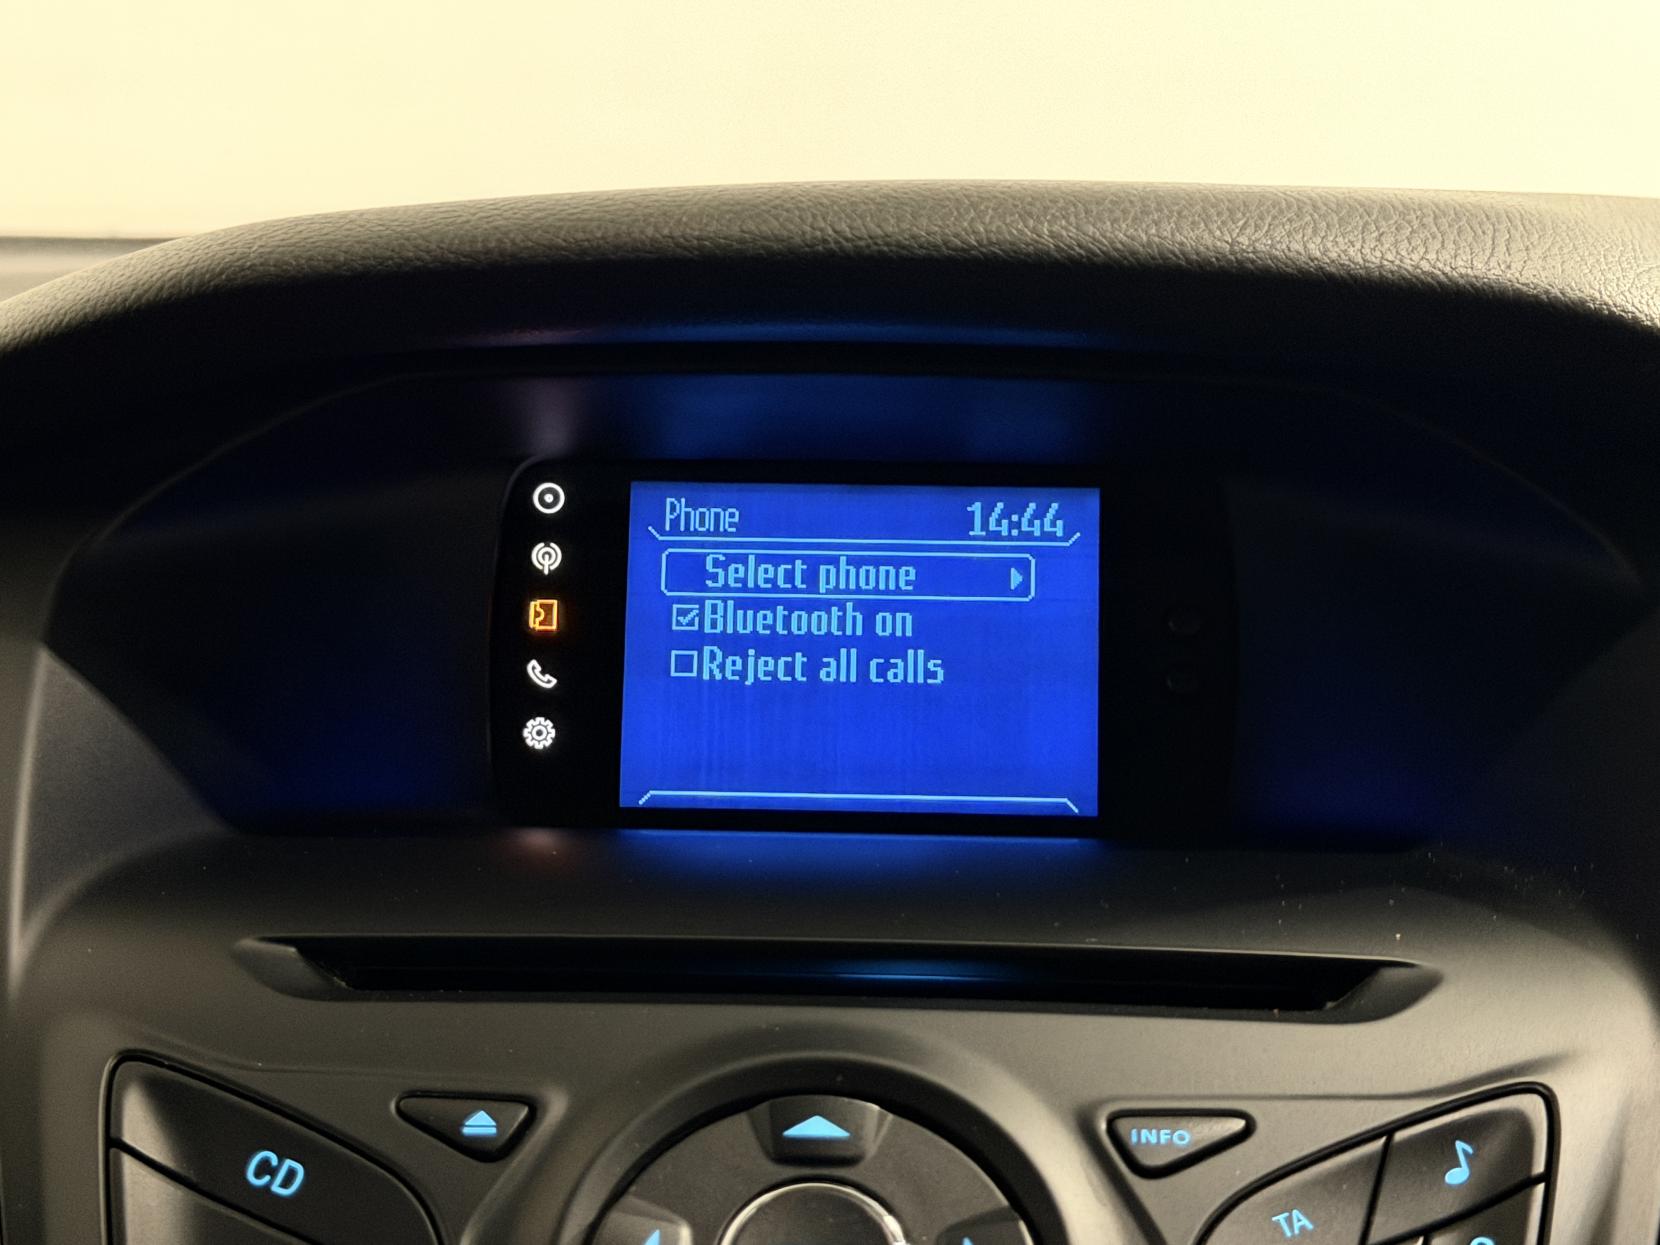 Phone 14:44
Select phone
Bluetooth on
Reject all calls
CD
INFO
TA